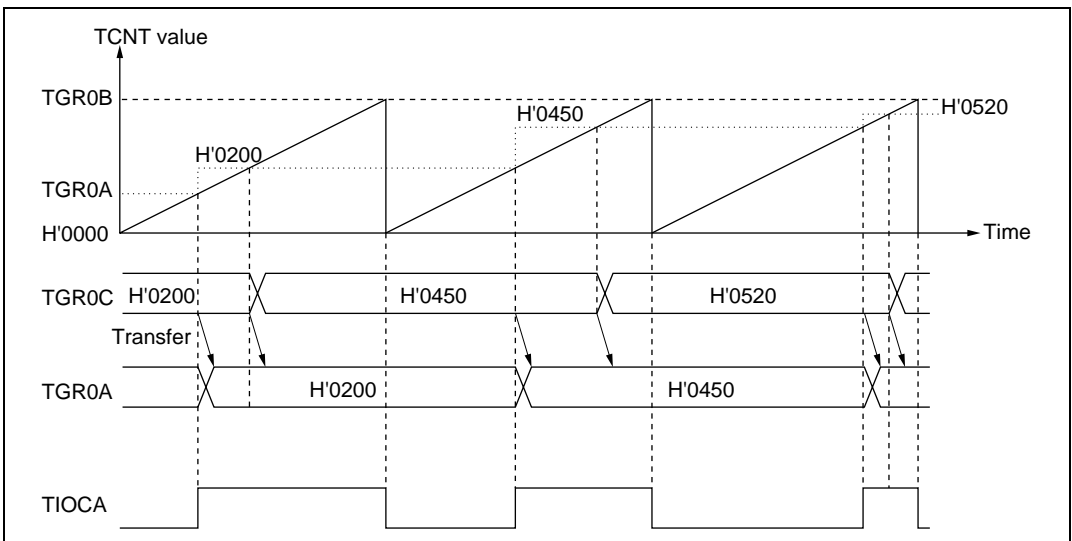 TCNT value
TGR0B
H'0520
H'0450
H'0200
TGR0A
H'0000
Time
TGR0C
H'0200
H'0450
H'0520
Transfer
TGR0A
H'0200
H'0450
TIOCA